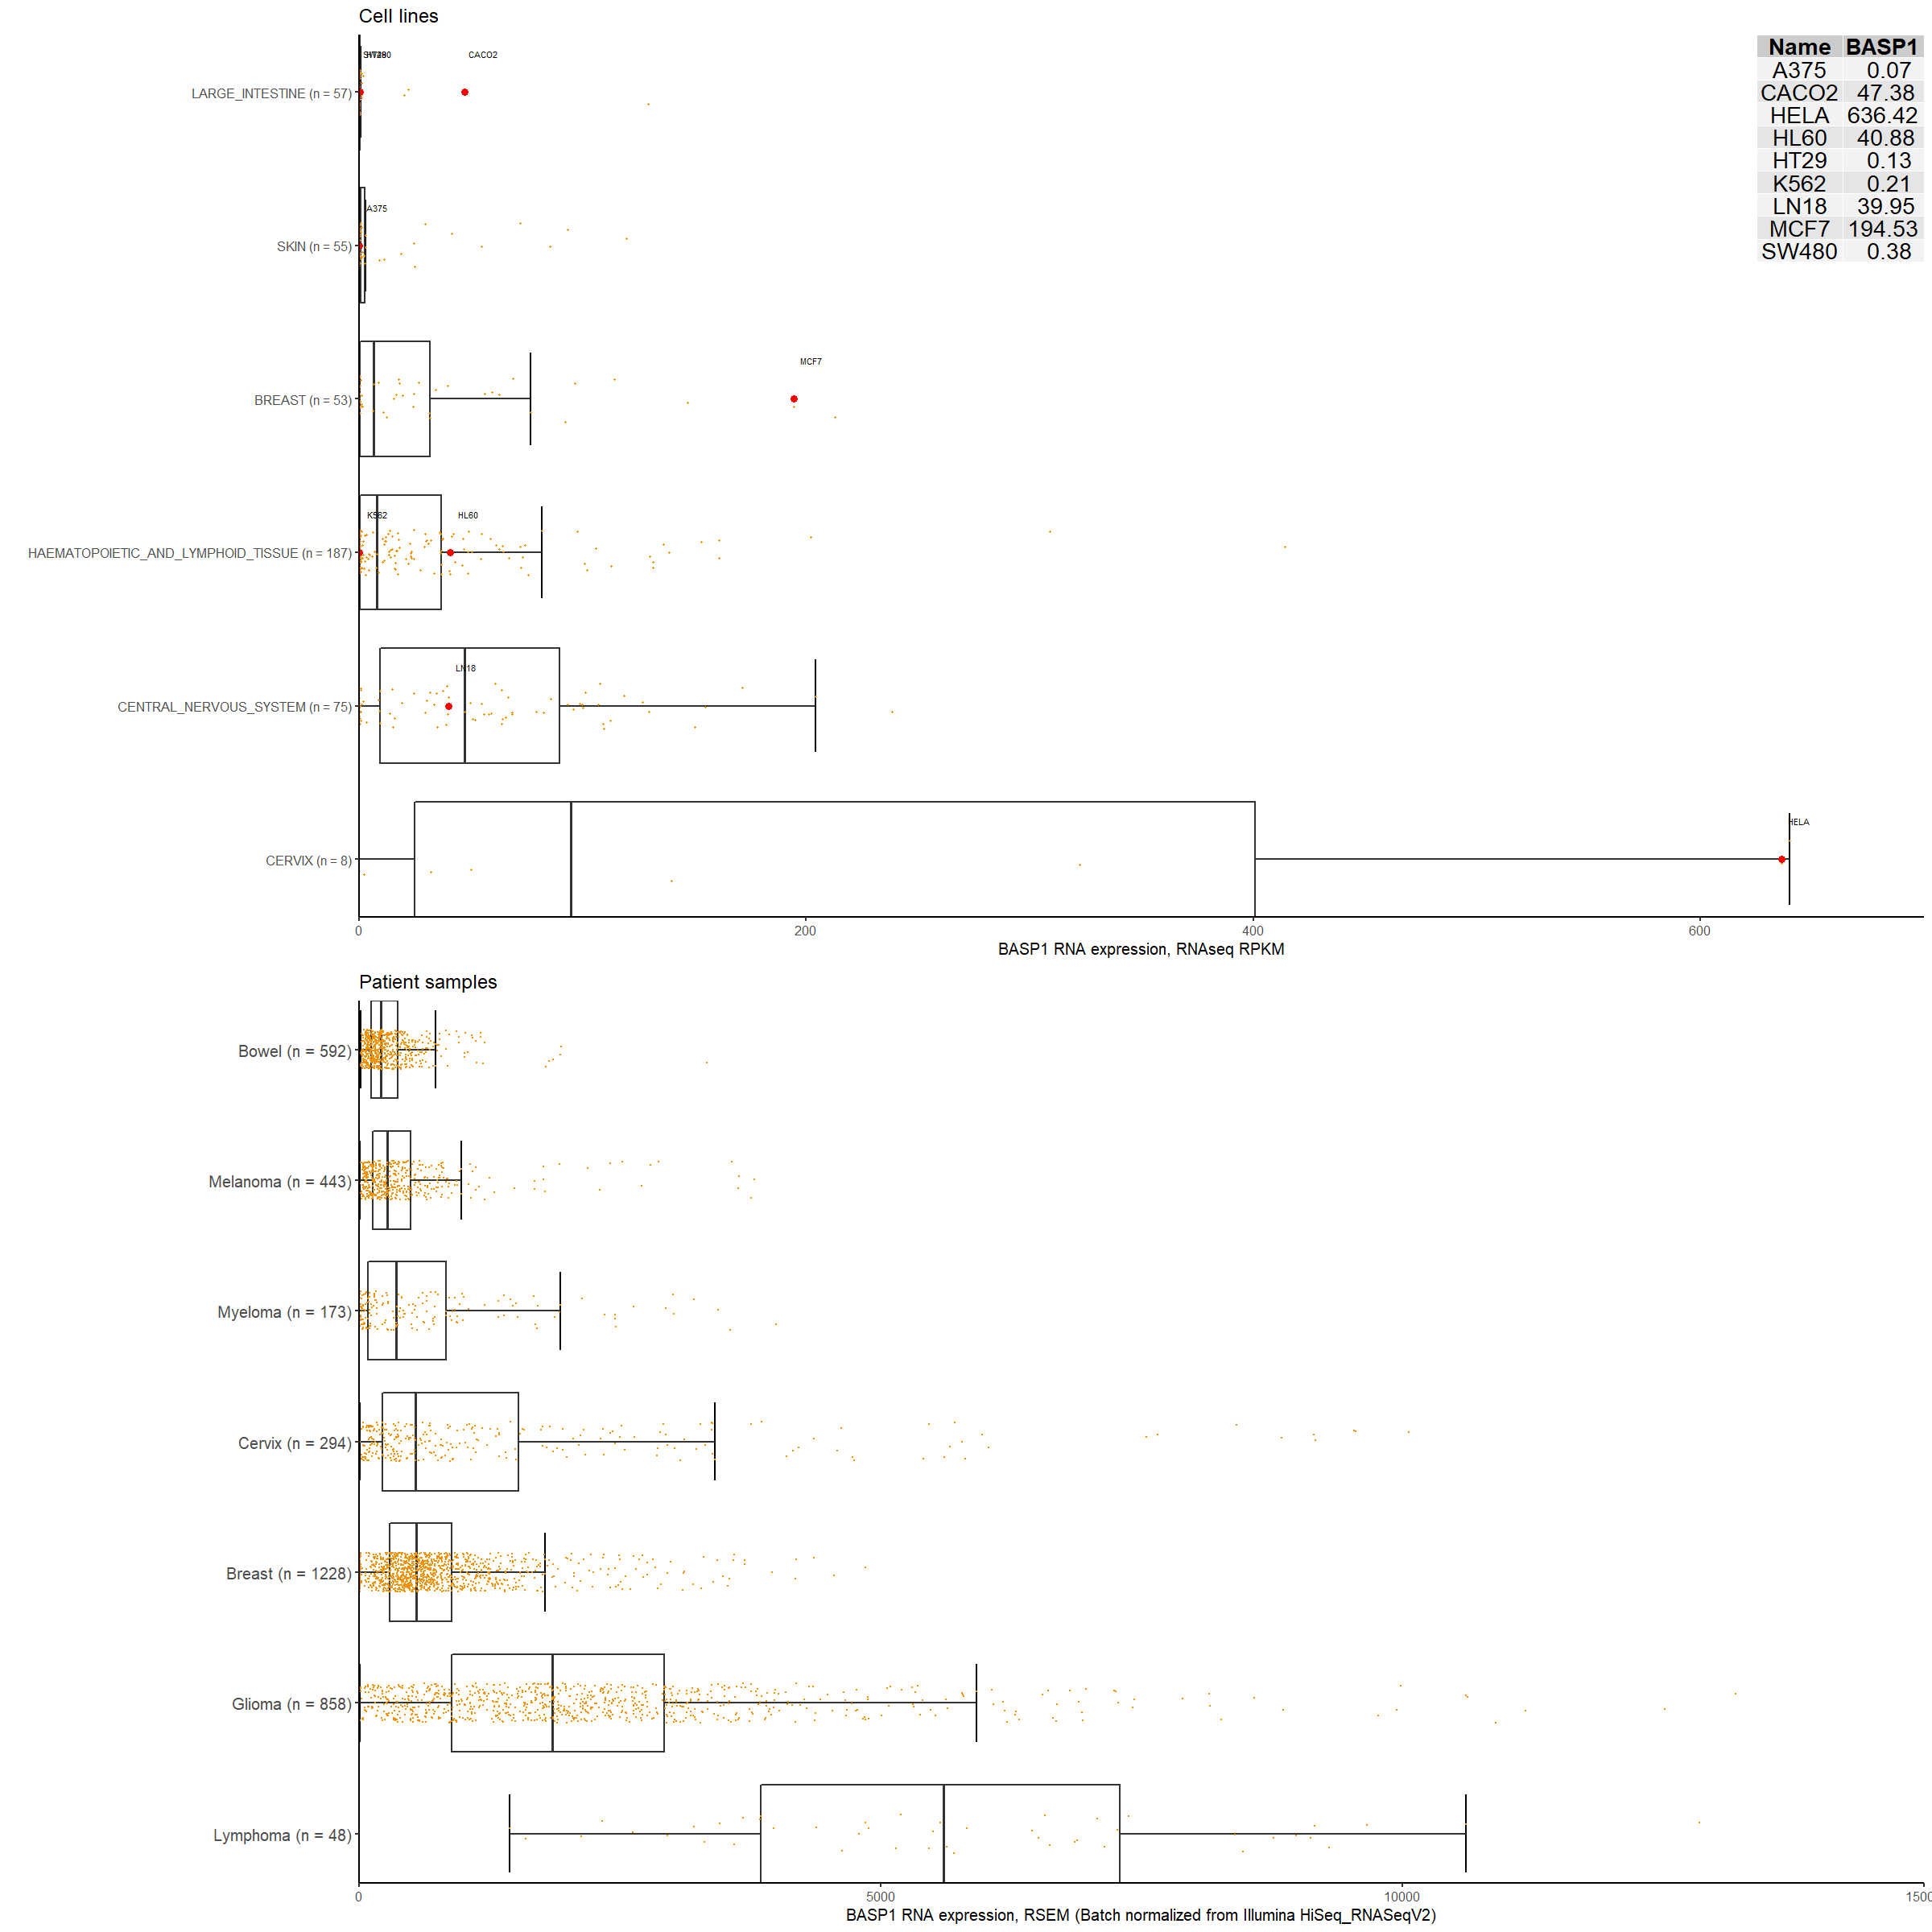 Cell lines
CACO2
LARGE_INTESTINE (n = 57)
A375
SKIN (n = 55)
MCF7
BREAST (n = 53)
K562 HL60
HAEMATOPOIETIC_AND_LYMPHOID_TISSUE (n = 187)
LN18
CENTRAL_NERVOUS_SYSTEM (n = 75)
HELA
CERVIX (n = 8)
0 200 400 600
BASP1 RNA expression, RNAseq RPKM
Name BASP1
A375 0.07
CACO2 47.38
HELA 636.42
HL60 40.88
HT29 0.13
K562 0.21
LN18 39.95
MCF7 194.53
SW480 0.38
Patient samples
Bowel (n = 592)
Melanoma (n = 443)
Myeloma (n = 173)
Cervix (n = 294)
Breast (n = 1228)
Glioma (n = 858)
Lymphoma (n = 48)
0 5000 10000
BASP1 RNA expression, RSEM (Batch normalized from Illumina HiSeq_RNASeqV2)